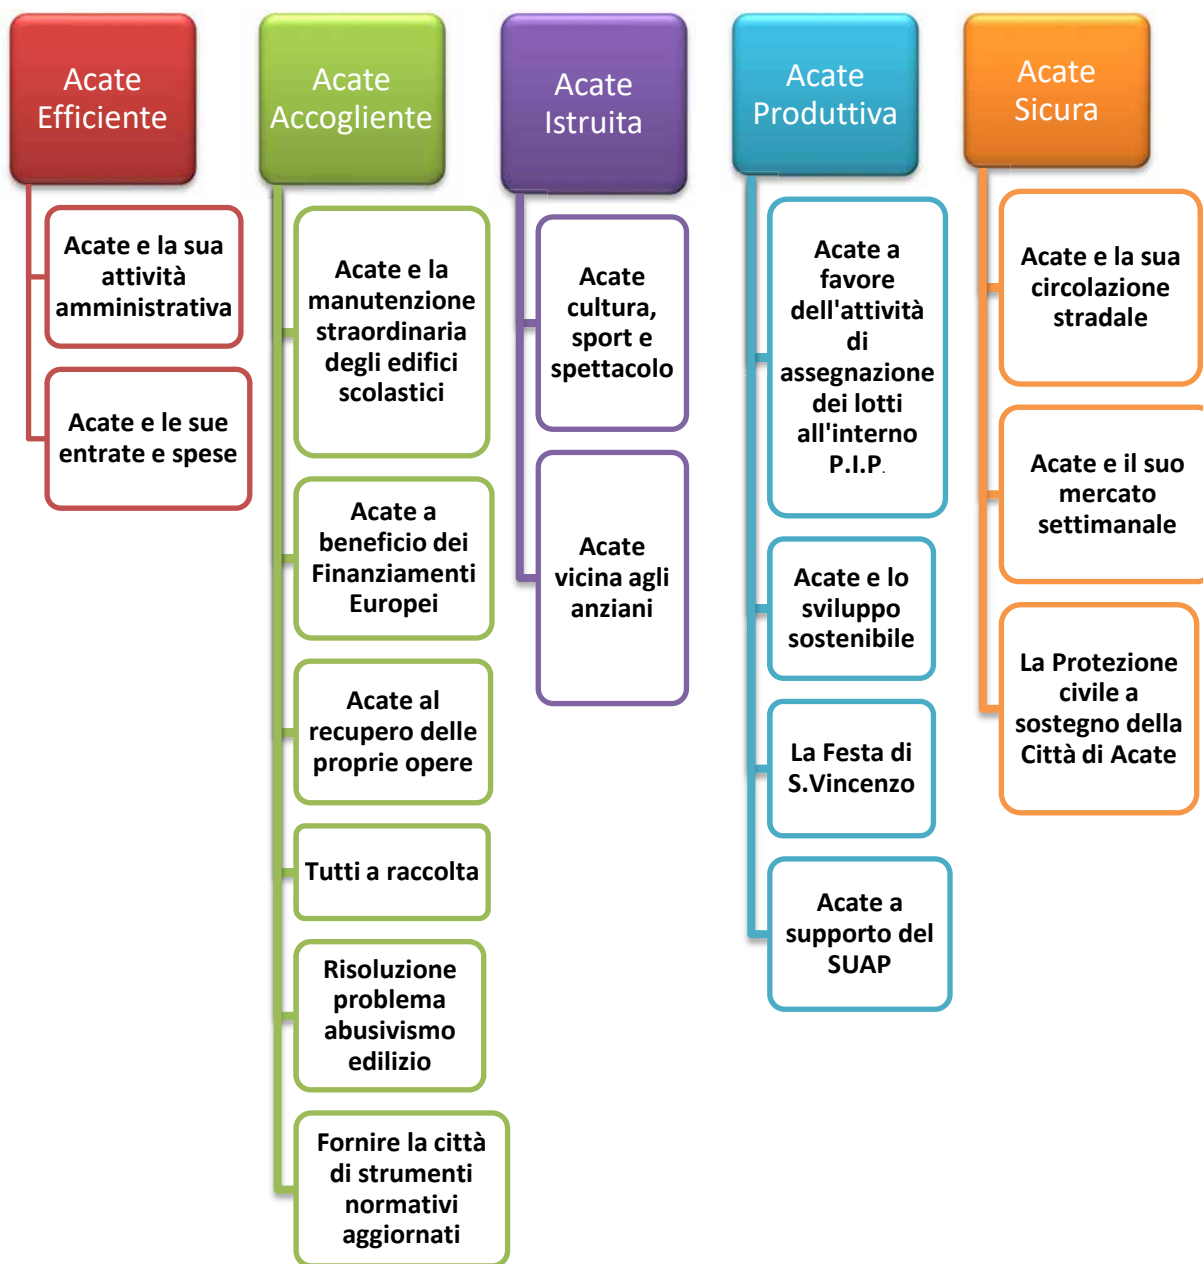 Acate
Efficiente
Acate e la sua
attività
amministrativa
Acate e le sue
entrate e spese
Acate
Accogliente
Acate e la
manutenzione
straordinaria
degli edifici
scolastici
Acate a
beneficio dei
Finanziamenti
Europei
Acate al
recupero delle
proprie opere
Tutti a raccolta
Risoluzione
problema
abusivismo
edilizio
Fornire la città
di strumenti
normativi
aggiornati
Acate
Istruita
Acate
cultura,
sport e
spettacolo
Acate
vicina agli
anziani
Acate
Produttiva
Acate a
favore
dell'attività
di
assegnazione
dei lotti
all'interno
P.I.P.
Acate e lo
sviluppo
sostenibile
La Festa di
S.Vincenzo
Acate a
supporto del
SUAP
Acate
Sicura
Acate e la sua
circolazione
stradale
Acate e il suo
mercato
settimanale
La Protezione
civile a
sostegno della
Città di Acate